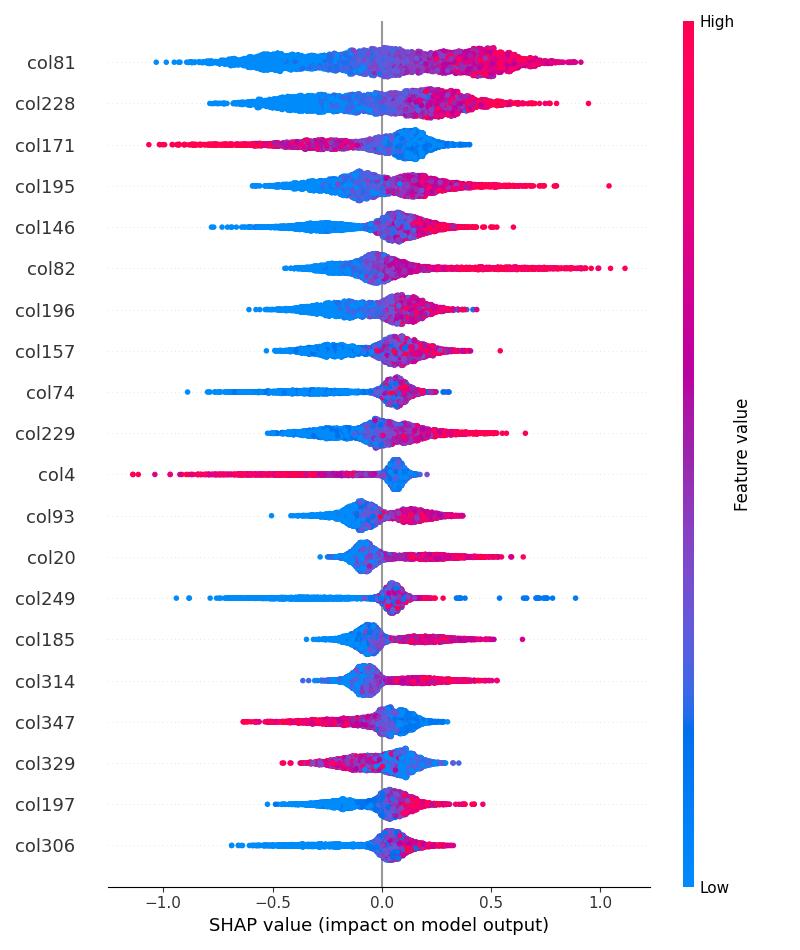 High
col81
col228
col171
col195
col146
col82
col196
col157
col74
col229
col4
col93
col20
col249
col185
col314
col347
col329
col197
col306
Feature value
Low
−1.0 −0.5 0.0 0.5 1.0
SHAP value (impact on model output)